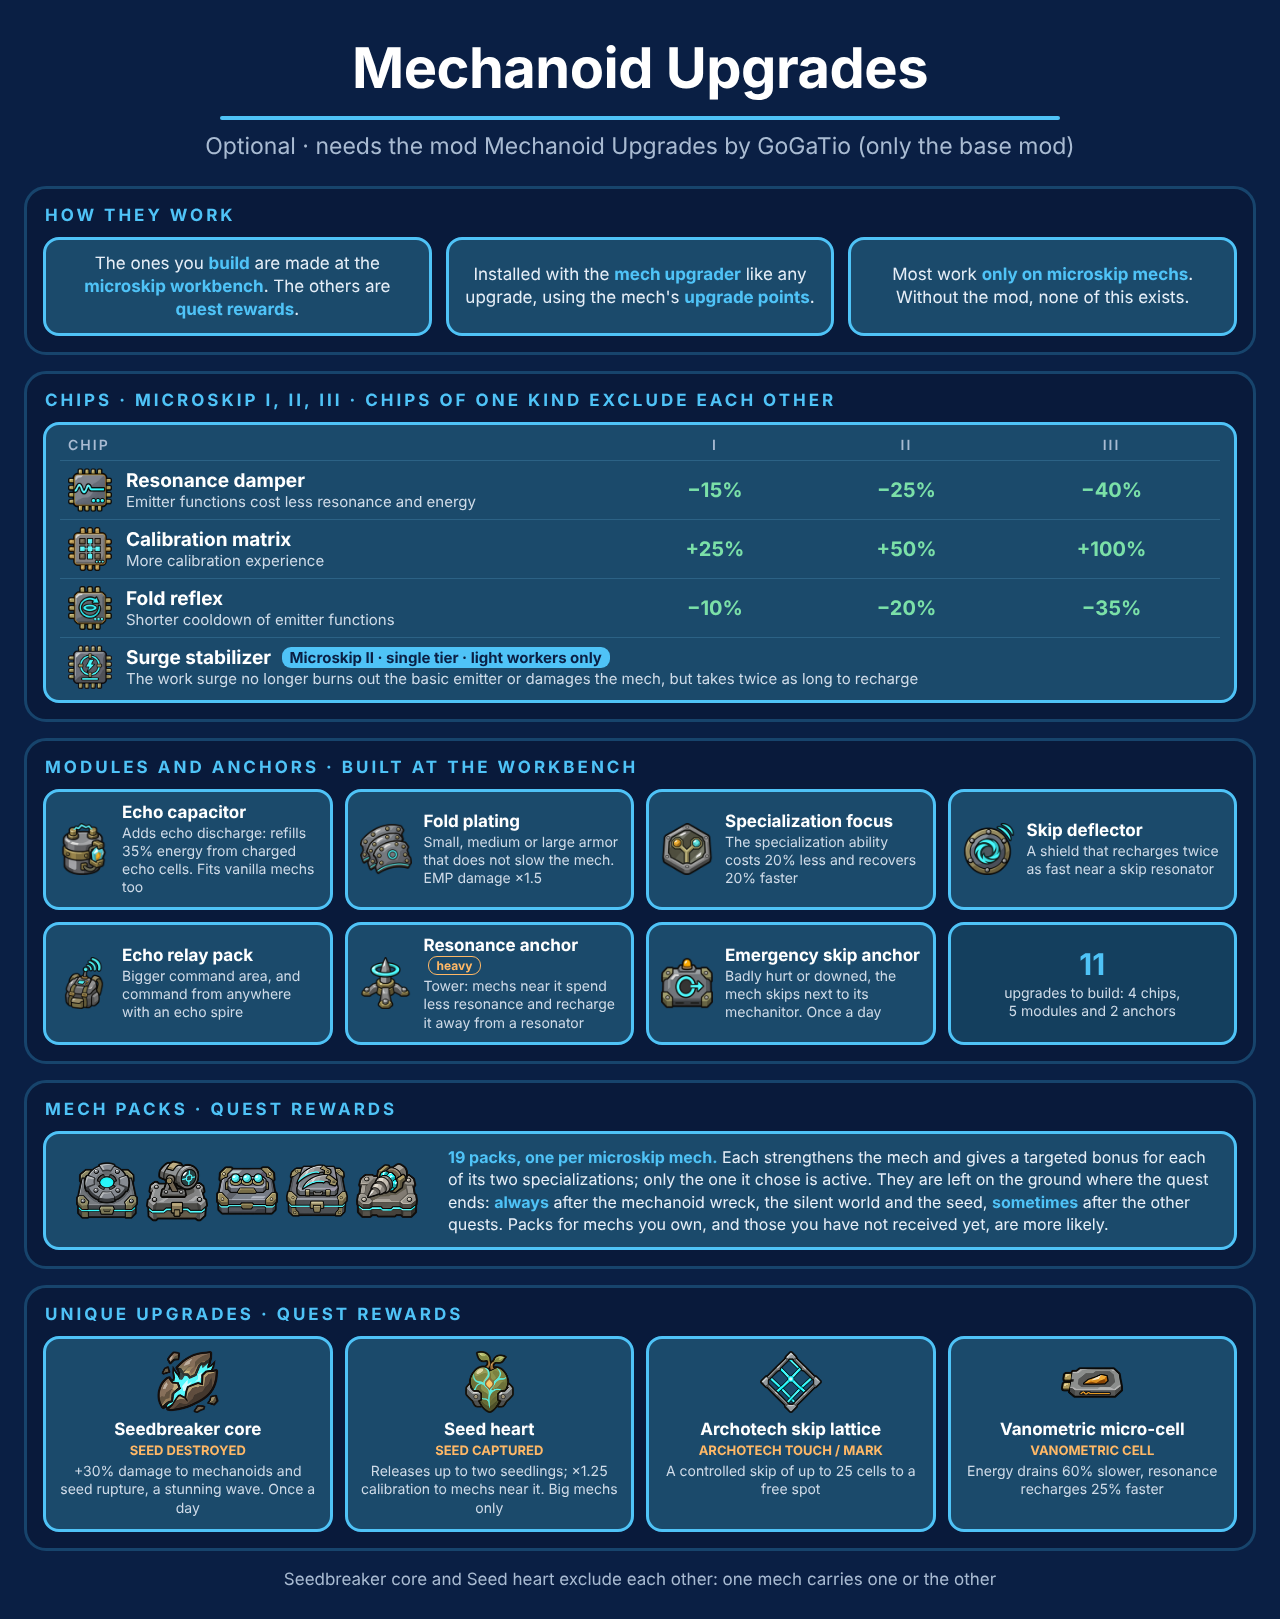 Mechanoid Upgrades
Optional · needs the mod Mechanoid Upgrades by GoGaTio (only the base mod)
HOW THEY WORK
The ones you build are made at the
microskip workbench. The others are
quest rewards.
Installed with the mech upgrader like any
upgrade, using the mech's upgrade points.
Most work only on microskip mechs.
Without the mod, none of this exists.
CHIPS · MICROSKIP I, II, III · CHIPS OF ONE KIND EXCLUDE EACH OTHER
CHIP I II III
Resonance damper
Emitter functions cost less resonance and energy
−15% −25% −40%
Calibration matrix
More calibration experience
+25% +50% +100%
Fold reflex
Shorter cooldown of emitter functions
−10% −20% −35%
Surge stabilizer Microskip II · single tier · light workers only
The work surge no longer burns out the basic emitter or damages the mech, but takes twice as long to recharge
MODULES AND ANCHORS · BUILT AT THE WORKBENCH
Echo capacitor
Adds echo discharge: refills
35% energy from charged
echo cells. Fits vanilla mechs
too
Fold plating
Small, medium or large armor
that does not slow the mech.
EMP damage ×1.5
Specialization focus
The specialization ability
costs 20% less and recovers
20% faster
Skip deflector
A shield that recharges twice
as fast near a skip resonator
Echo relay pack
Bigger command area, and
command from anywhere
with an echo spire
Resonance anchor
heavy
Tower: mechs near it spend
less resonance and recharge
it away from a resonator
Emergency skip anchor
Badly hurt or downed, the
mech skips next to its
mechanitor. Once a day
11
upgrades to build: 4 chips,
5 modules and 2 anchors
MECH PACKS · QUEST REWARDS
19 packs, one per microskip mech. Each strengthens the mech and gives a targeted bonus for each
of its two specializations; only the one it chose is active. They are left on the ground where the quest
ends: always after the mechanoid wreck, the silent world and the seed, sometimes after the other
quests. Packs for mechs you own, and those you have not received yet, are more likely.
UNIQUE UPGRADES · QUEST REWARDS
Seedbreaker core
SEED DESTROYED
+30% damage to mechanoids and
seed rupture, a stunning wave. Once a
day
Seed heart
SEED CAPTURED
Releases up to two seedlings; ×1.25
calibration to mechs near it. Big mechs
only
Archotech skip lattice
ARCHOTECH TOUCH / MARK
A controlled skip of up to 25 cells to a
free spot
Vanometric micro-cell
VANOMETRIC CELL
Energy drains 60% slower, resonance
recharges 25% faster
Seedbreaker core and Seed heart exclude each other: one mech carries one or the other